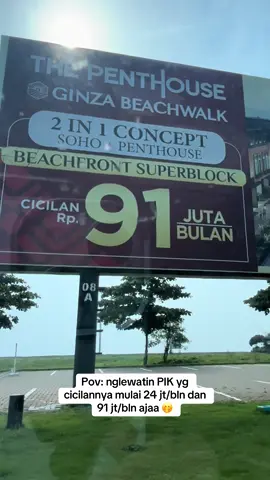 THE PENTHOUSE
@ GINZA BEACHWALK
2 IN 1 CONCEPT
SOHO PENTHOUSE
BEACHFRONT SUPERBLOCK
CICILAN
Rp. 91 JUTA
BULAN
08
A
Pov: nglewatin PIK yg
cicilannya mulai 24 jt/bln dan
91 jt/bln ajaa 🤭